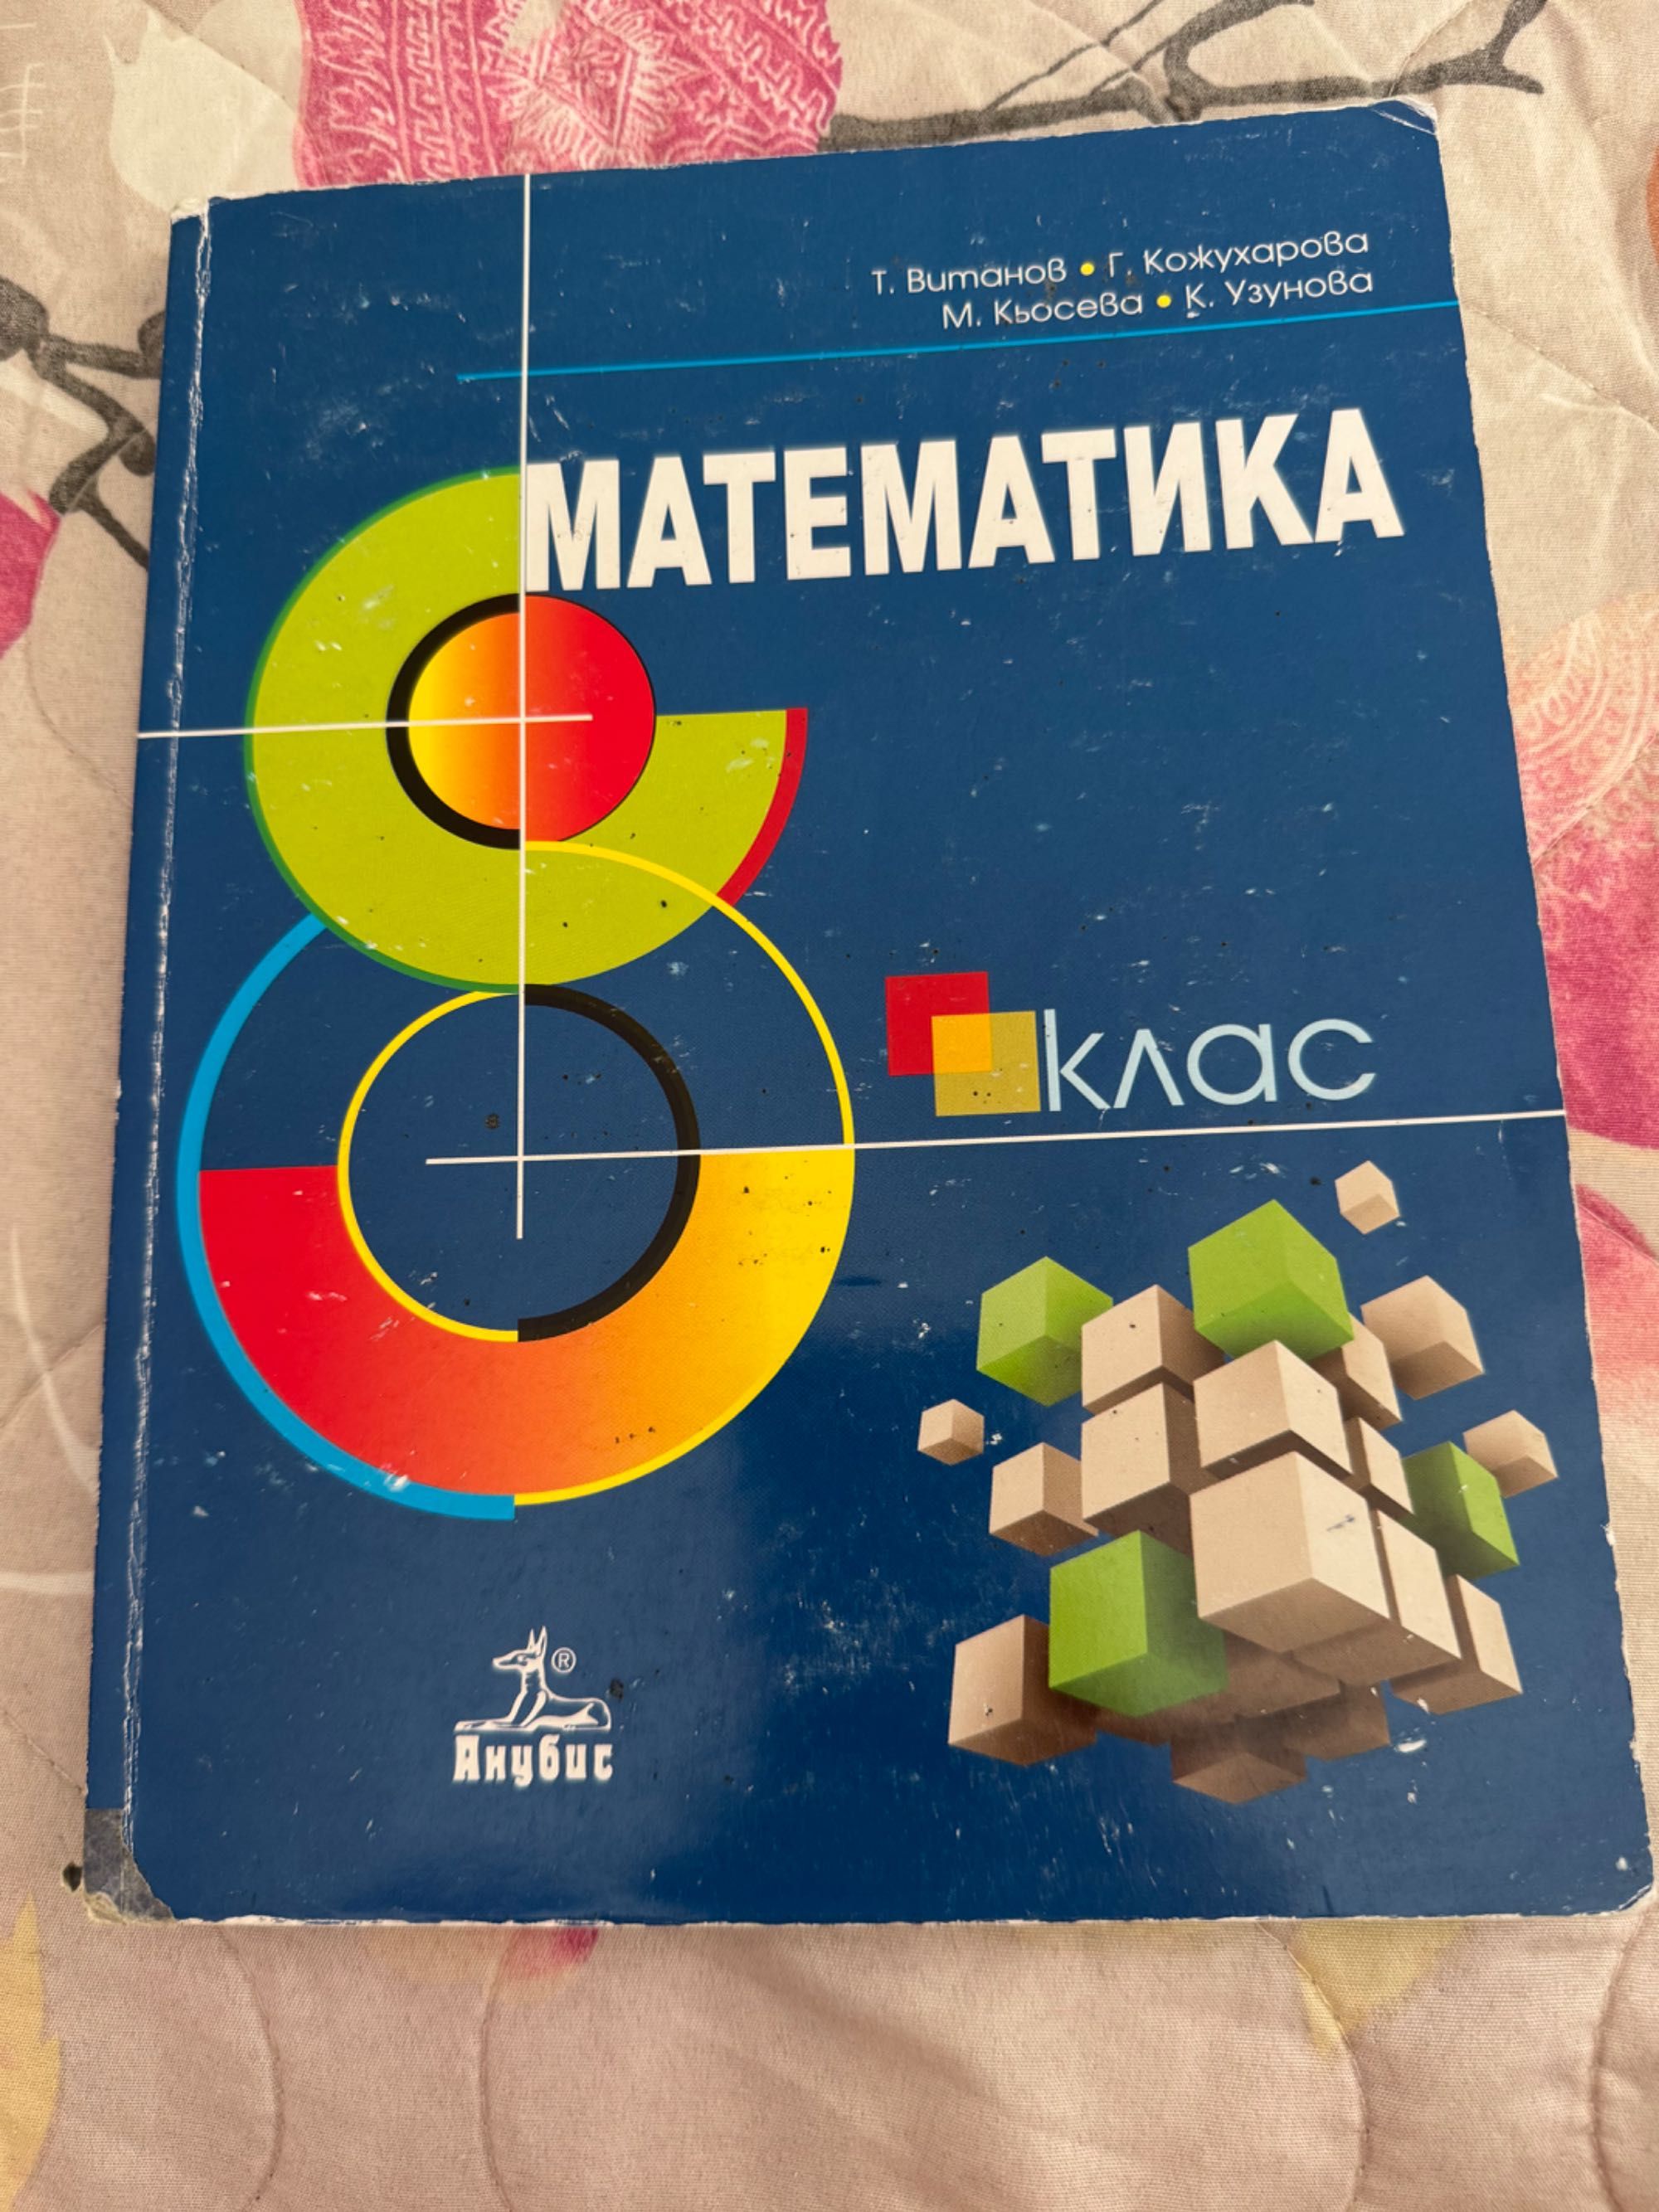 Т. Витанов • Г. Кожухарова
М. Кьосева • К. Узунова
МАТЕМАТИКА
8
клас
®
Анубис